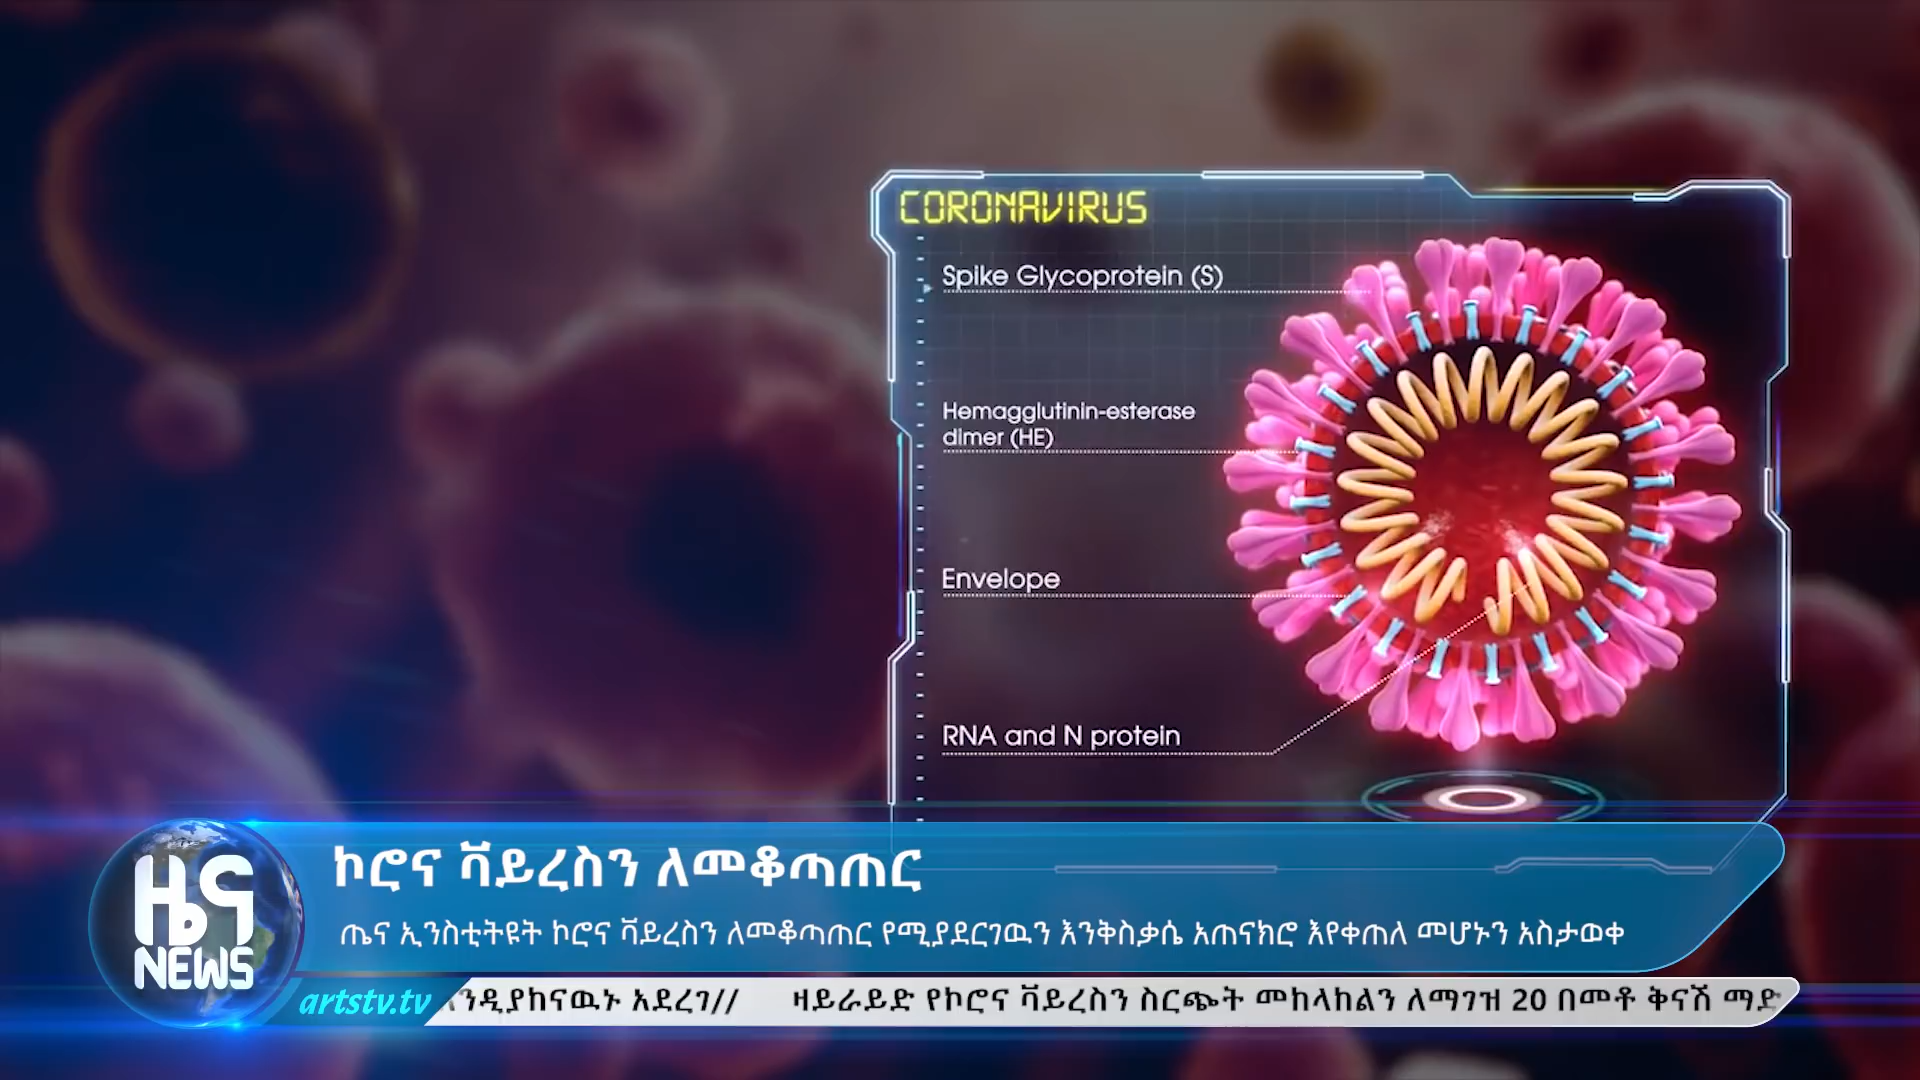 CORONAVIRUS
Spike Glycoprotein (S)
Hemagglutinin-esterase
dimer (HE)
Envelope
RNA and N protein
ኮሮና ቫይረስን ለመቆጣጠር
ጤና ኢንስቲትዩት ኮሮና ቫይረስን ለመቆጣጠር የሚያደርገዉን እንቅስቃሴ አጠናክሮ እየቀጠለ መሆኑን አስታወቀ
ዜና
NEWS
artstv.tv
አደረገ// ዛይራይድ የኮሮና ቫይረስን ስርጭት መከላከልን ለማገዝ 20 በመቶ ቅናሽ